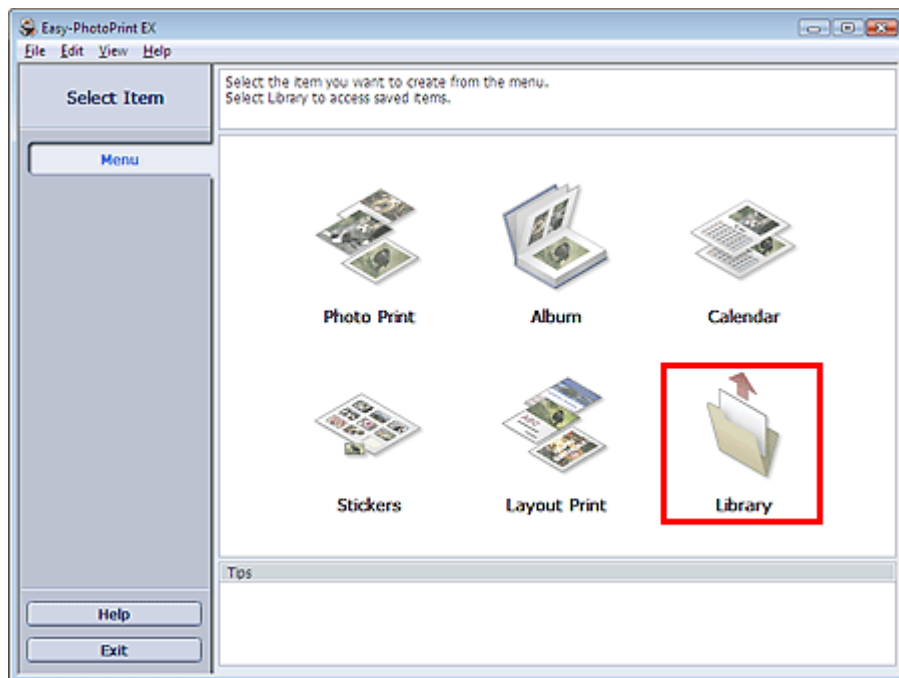 Easy-PhotoPrint EX
File Edit View Help
Select Item
Select the item you want to create from the menu.
Select Library to access saved items.
Menu
Photo Print
Album
Calendar
Stickers
Layout Print
Library
Tips
Help
Exit